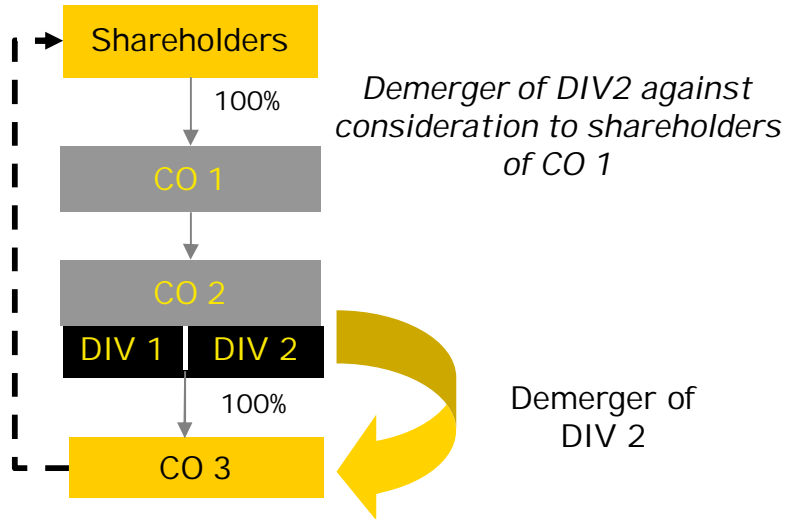 Shareholders
100%
Demerger of DIV2 against
consideration to shareholders
of CO 1
CO 1
CO 2
DIV 1
DIV 2
100%
Demerger of
DIV 2
CO 3